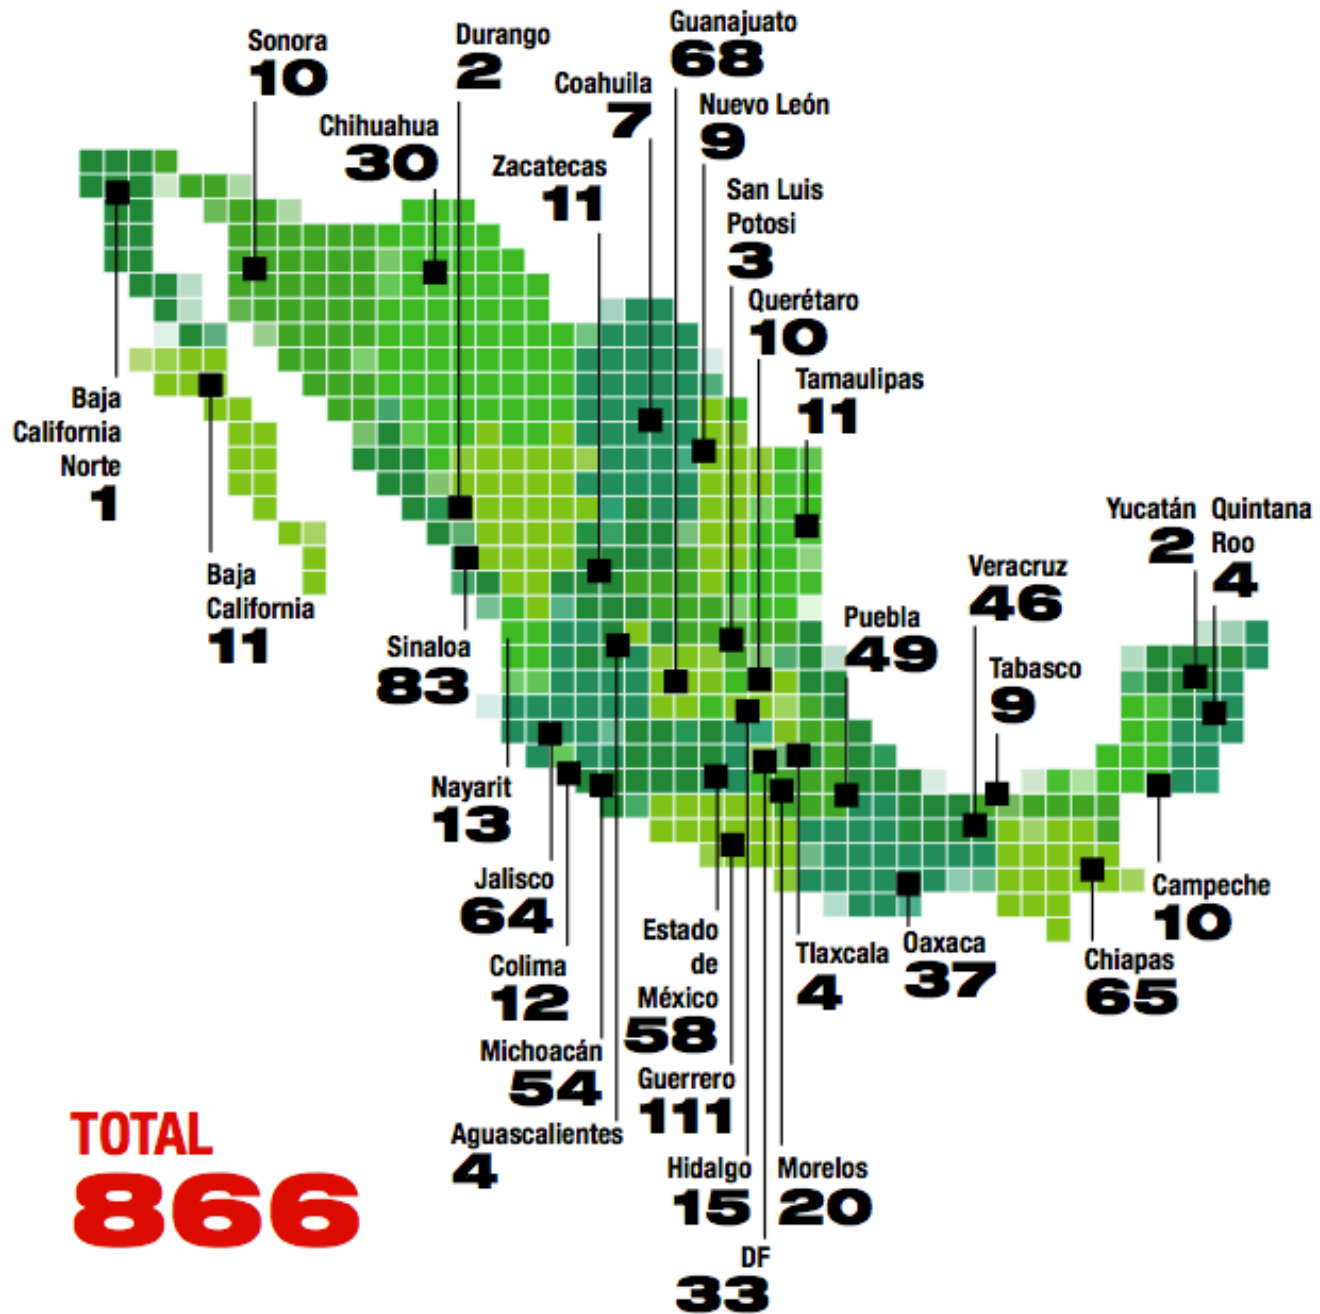 Guanajuato
68
Durango
2
Sonora
10
Coahuila
7
Nuevo León
9
Chihuahua
30
Zacatecas
11
San Luis
Potosi
3
Querétaro
10
Tamaulipas
11
Baja
California
Norte
1
Baja
California
11
Sinaloa
83
Yucatán
2
Quintana
Roo
4
Veracruz
46
Puebla
49
Tabasco
9
Nayarit
13
Jalisco
64
Colima
12
Michoacán
54
Aguascalientes
4
Estado
de
México
58
Guerrero
111
Tlaxcala
4
Oaxaca
37
Chiapas
65
Campeche
10
Hidalgo
15
Morelos
20
DF
33
TOTAL
866